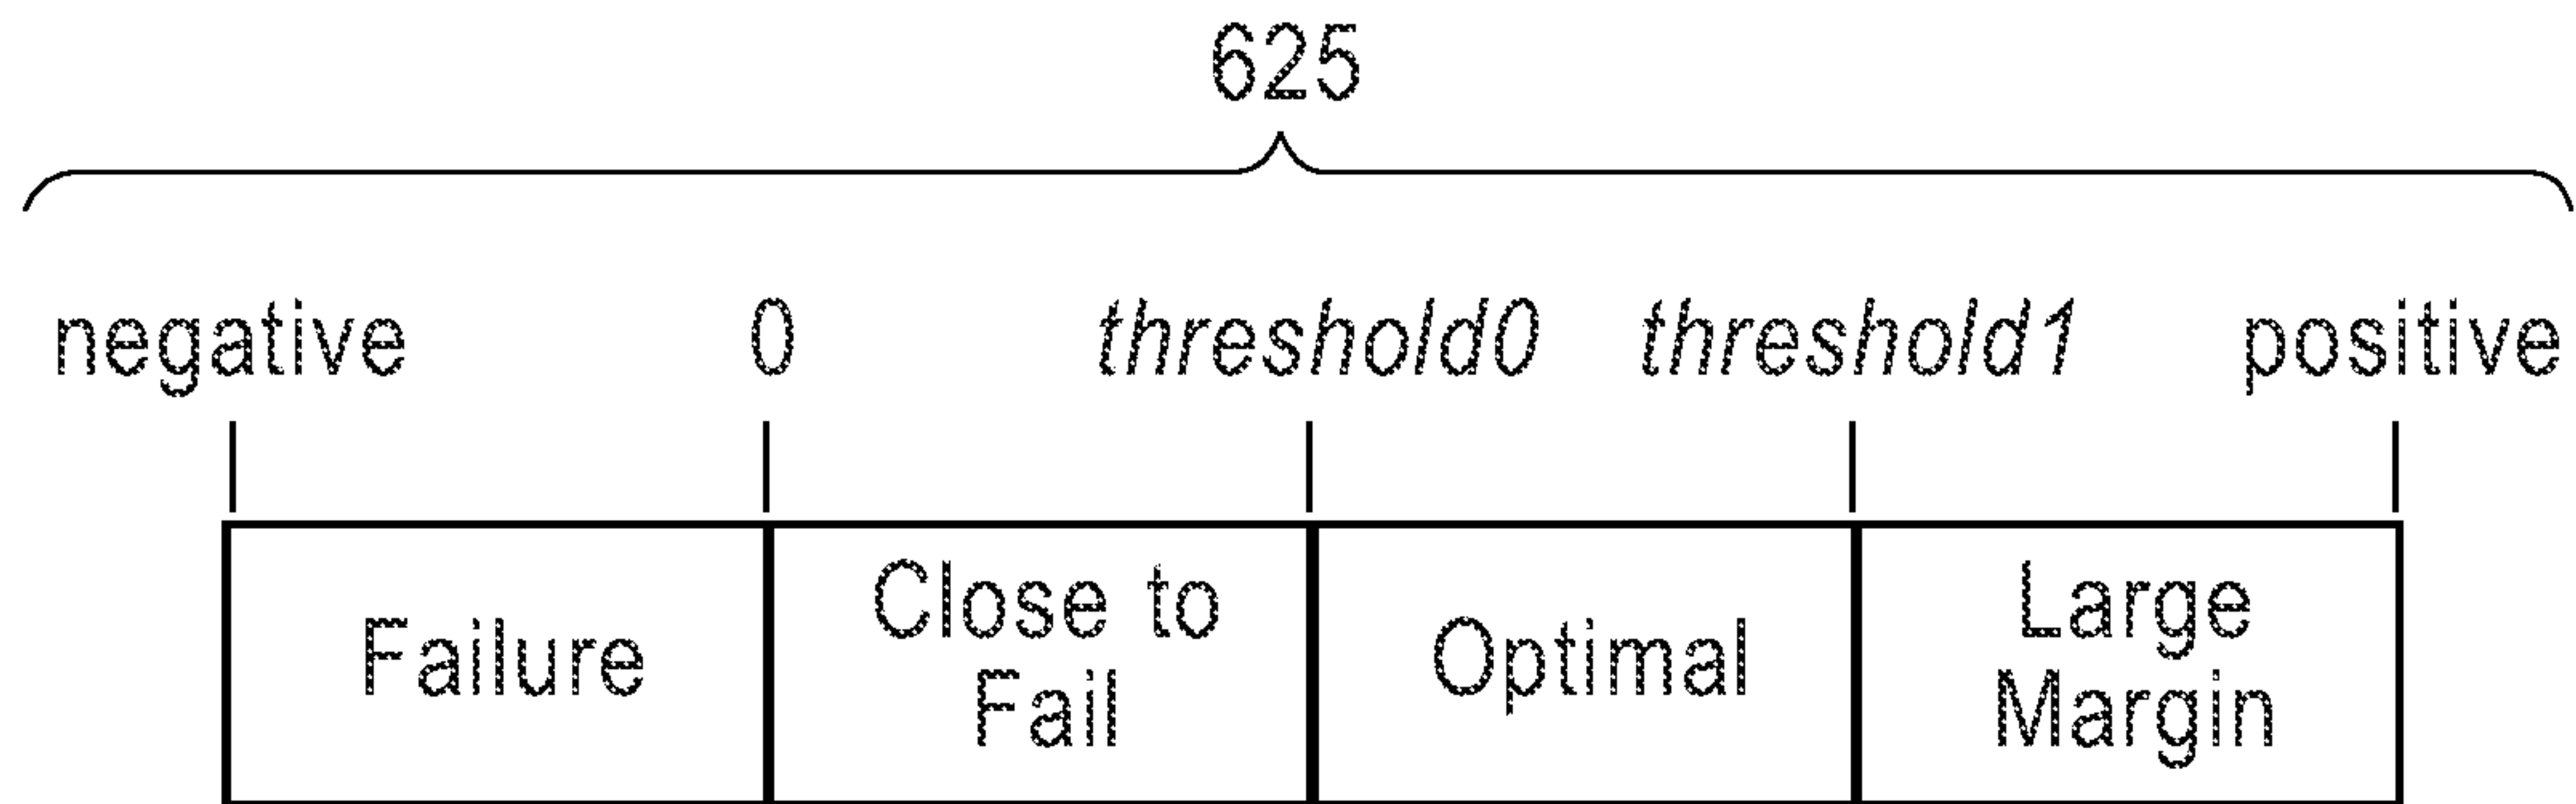 625
negative 0 threshold0 threshold1 positive
Failure
Close to
Fail
Optimal
Large
Margin